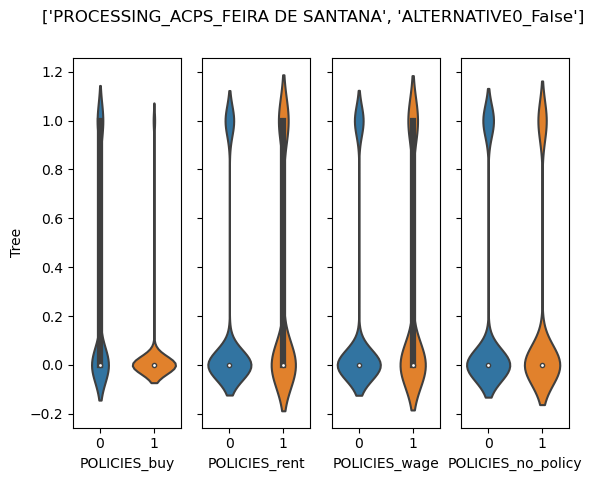 ['PROCESSING_ACPS_FEIRA DE SANTANA', 'ALTERNATIVE0_False']
Tree
1.2
1.0
0.8
0.6
0.4
0.2
0.0
−0.2
0 1 0 1 0 1 0 1
POLICIES_buy POLICIES_rent POLICIES_wage POLICIES_no_policy